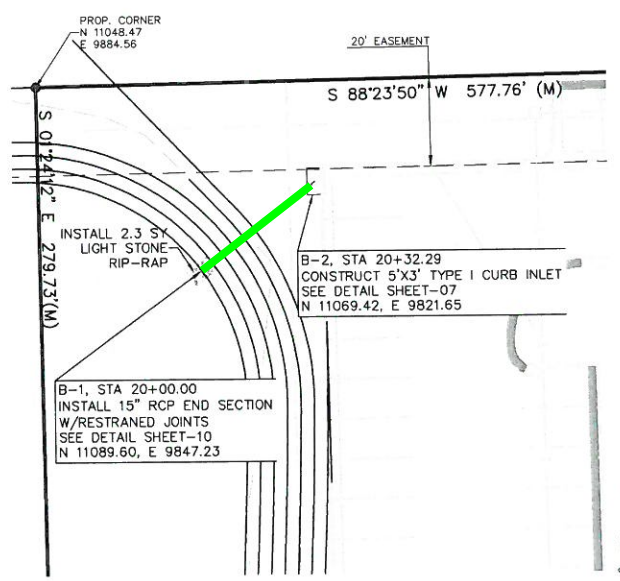 PROP. CORNER
N 11048.47
E 9884.56
20' EASEMENT
S 88°23'50" W 577.76' (M)
S 01°24'12" E 279.73'(M)
INSTALL 2.3 SY
LIGHT STONE
RIP-RAP
B-2, STA 20+32.29
CONSTRUCT 5'X3' TYPE I CURB INLET
SEE DETAIL SHEET-07
N 11069.42, E 9821.65
B-1, STA 20+00.00
INSTALL 15" RCP END SECTION
W/RESTRANED JOINTS
SEE DETAIL SHEET-10
N 11089.60, E 9847.23